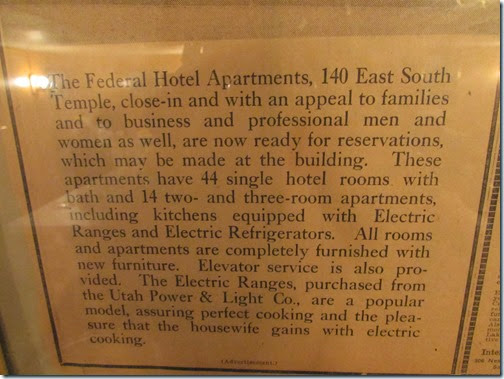 The Federal Hotel Apartments, 140 East South
Temple, close-in and with an appeal to families
and to business and professional men and
women as well, are now ready for reservations,
which may be made at the building. These
apartments have 44 single hotel rooms with
bath and 14 two- and three-room apartments,
including kitchens equipped with Electric
Ranges and Electric Refrigerators. All rooms
and apartments are completely furnished with
new furniture. Elevator service is also pro-
vided. The Electric Ranges, purchased from
the Utah Power & Light Co., are a popular
model, assuring perfect cooking and the plea-
sure that the housewife gains with electric
cooking.
(Advertisement.)